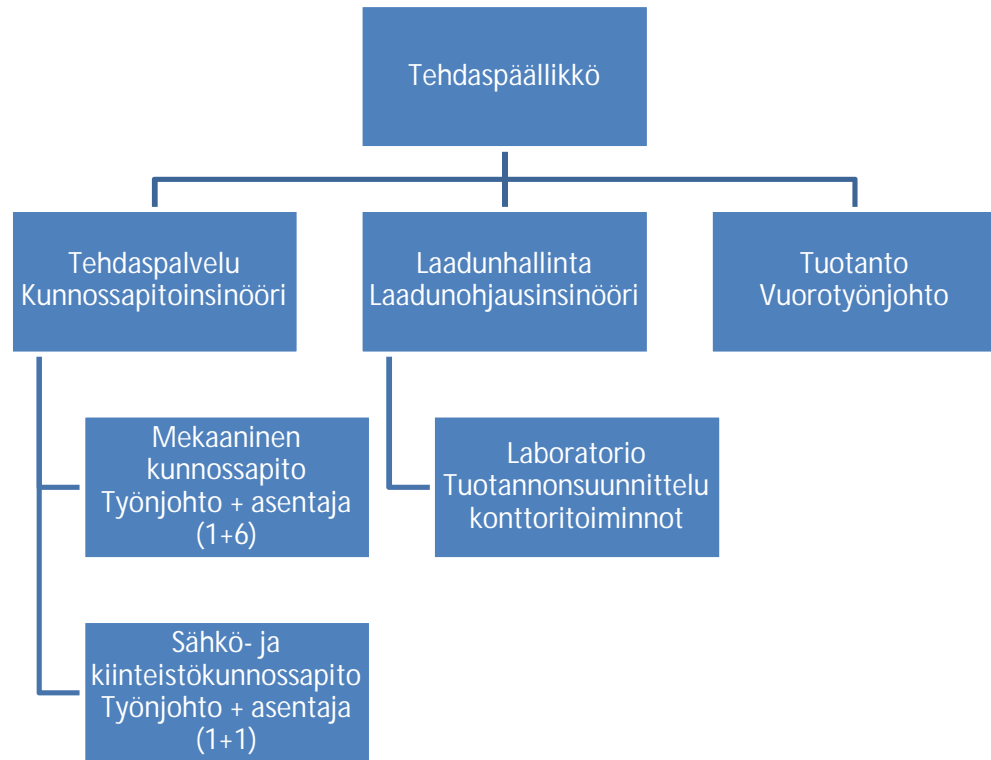 Tehdaspäällikkö
Tehdaspalvelu
Kunnossapitoinsinööri
Laadunhallinta
Laadunohjausinsinööri
Tuotanto
Vuorotyönjohto
Mekaaninen
kunnossapito
Työnjohto + asentaja
(1+6)
Laboratorio
Tuotannonsuunnittelu
konttoritoiminnot
Sähkö- ja
kiinteistökunnossapito
Työnjohto + asentaja
(1+1)